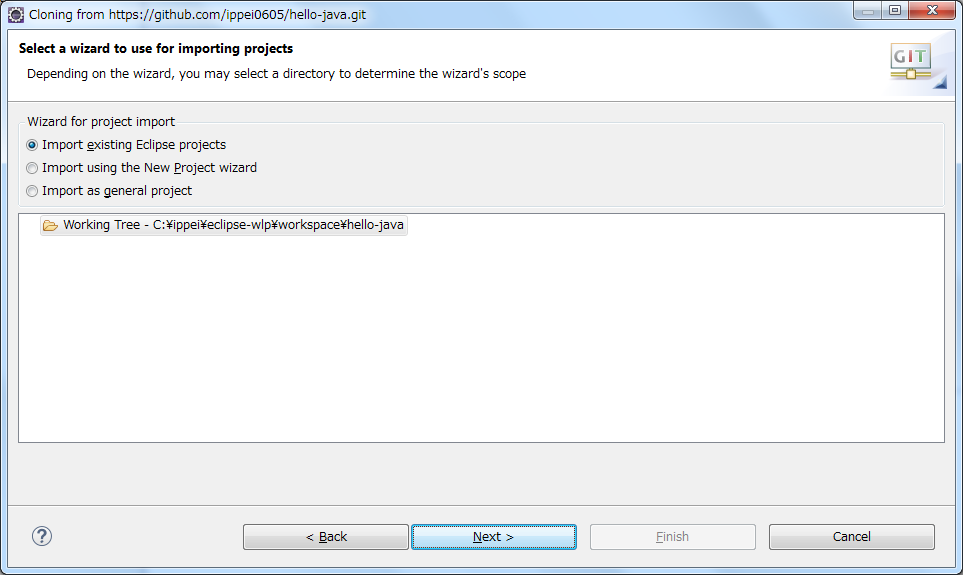 Cloning from https://github.com/ippei0605/hello-java.git
Select a wizard to use for importing projects
Depending on the wizard, you may select a directory to determine the wizard's scope
GIT
Wizard for project import
Import existing Eclipse projects
Import using the New Project wizard
Import as general project
Working Tree - C:¥ippei¥eclipse-wlp¥workspace¥hello-java
?
< Back
Next >
Finish
Cancel